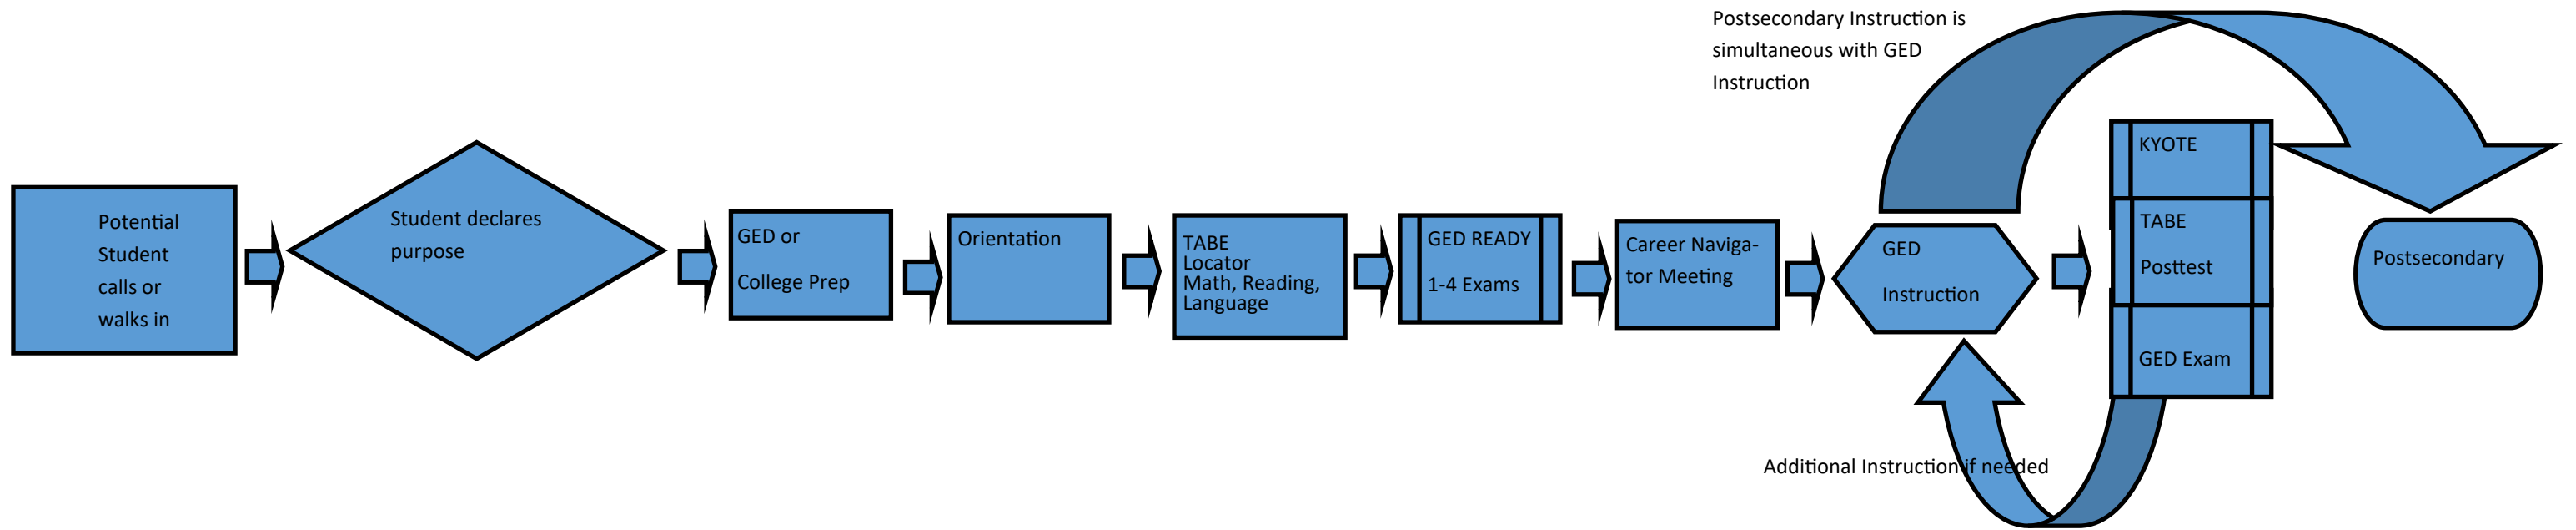 Postsecondary Instruction is
simultaneous with GED
Instruction
Potential
Student
calls or
walks in
Student declares
purpose
GED or
College Prep
Orientation
TABE
Locator
Math, Reading,
Language
GED READY
1-4 Exams
Career Naviga-
tor Meeting
GED
Instruction
KYOTE
TABE
Posttest
GED Exam
Postsecondary
Additional Instruction if needed